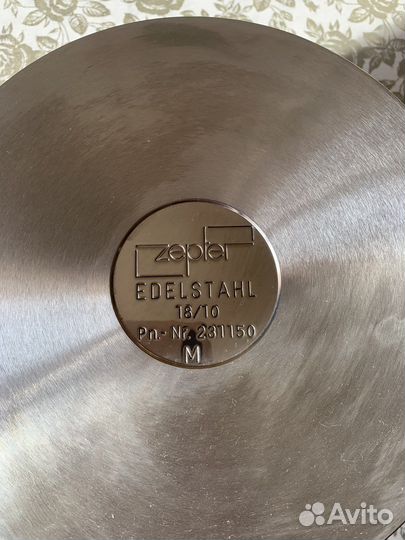 zepter
EDELSTAHL
18/10
Pn.-Nr. 231150
M
Avito